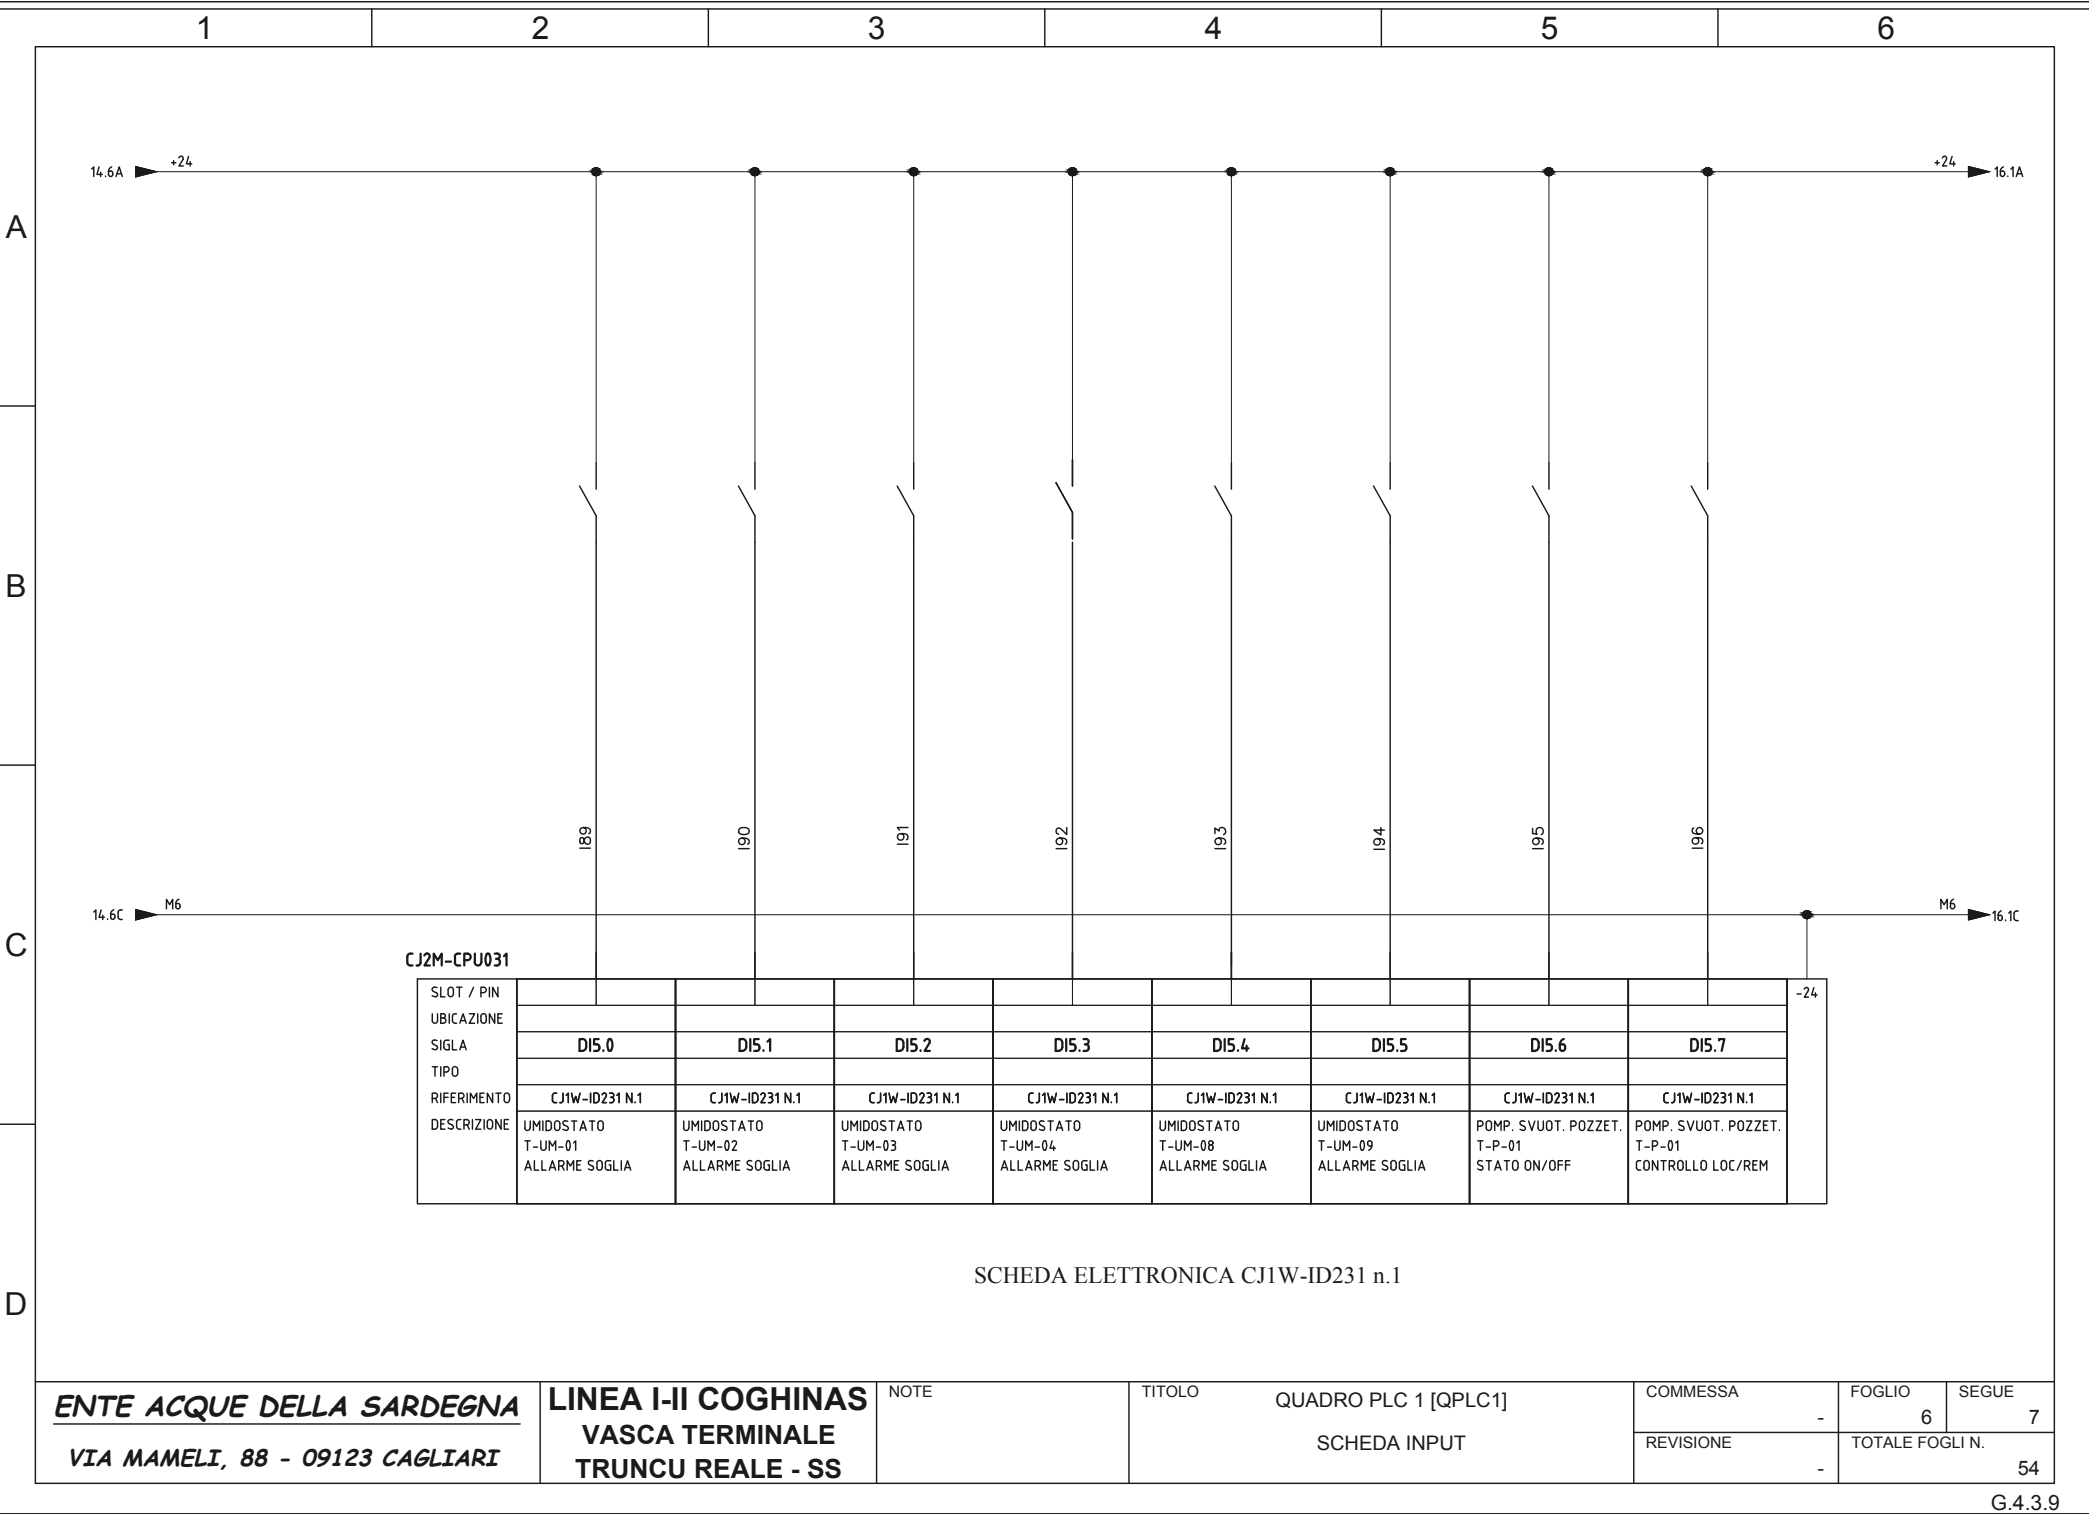 1 2 3 4 5 6
A
B
C
D
14.6A +24 +24 16.1A
I89 I90 I91 I92 I93 I94 I95 I96
14.6C M6 M6 16.1C
CJ2M-CPU031
SLOT / PIN -24
UBICAZIONE
SIGLA DI5.0 DI5.1 DI5.2 DI5.3 DI5.4 DI5.5 DI5.6 DI5.7
TIPO
RIFERIMENTO CJ1W-ID231 N.1 CJ1W-ID231 N.1 CJ1W-ID231 N.1 CJ1W-ID231 N.1 CJ1W-ID231 N.1 CJ1W-ID231 N.1 CJ1W-ID231 N.1 CJ1W-ID231 N.1
DESCRIZIONE UMIDOSTATO UMIDOSTATO UMIDOSTATO UMIDOSTATO UMIDOSTATO UMIDOSTATO POMP. SVUOT. POZZET. POMP. SVUOT. POZZET.
T-UM-01 T-UM-02 T-UM-03 T-UM-04 T-UM-08 T-UM-09 T-P-01 T-P-01
ALLARME SOGLIA ALLARME SOGLIA ALLARME SOGLIA ALLARME SOGLIA ALLARME SOGLIA ALLARME SOGLIA STATO ON/OFF CONTROLLO LOC/REM
SCHEDA ELETTRONICA CJ1W-ID231 n.1
ENTE ACQUE DELLA SARDEGNA
VIA MAMELI, 88 - 09123 CAGLIARI
LINEA I-II COGHINAS
VASCA TERMINALE
TRUNCU REALE - SS
NOTE
TITOLO
QUADRO PLC 1 [QPLC1]
SCHEDA INPUT
COMMESSA
-
REVISIONE
-
FOGLIO
6
SEGUE
7
TOTALE FOGLI N.
54
G.4.3.9